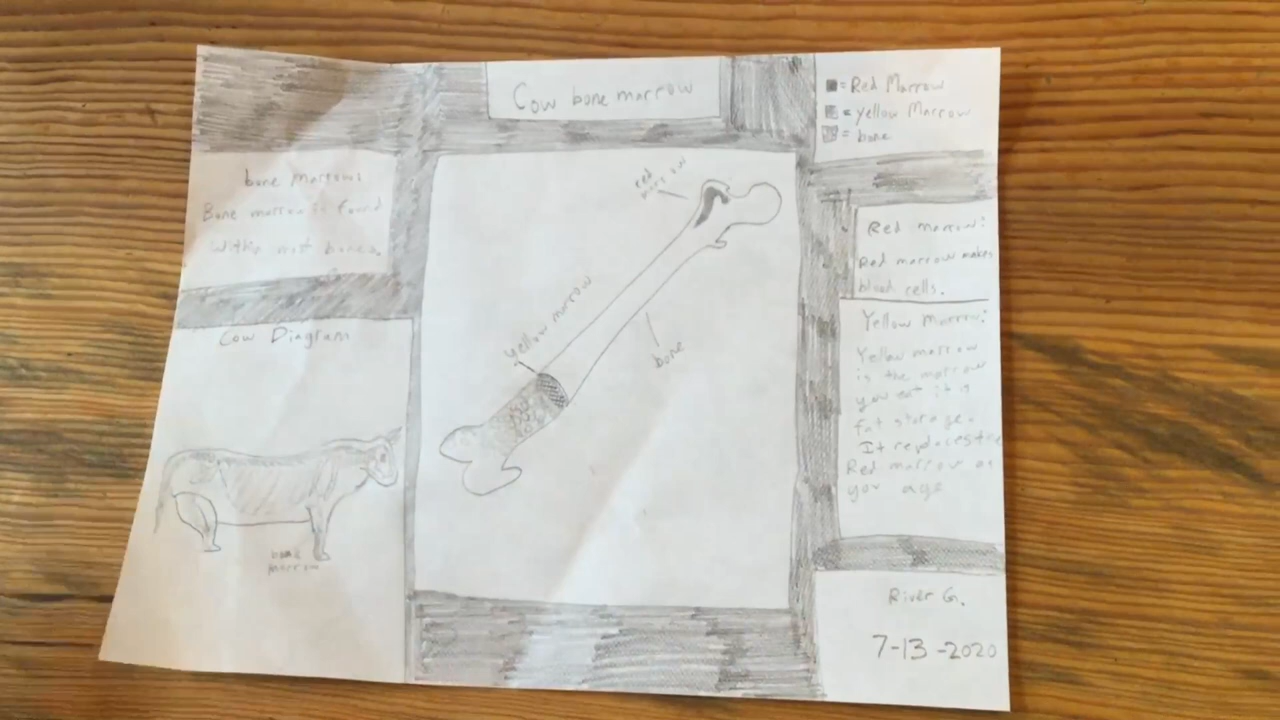 Cow bone marrow
= Red Marrow
= yellow Marrow
= bone
bone marrow:
Bone marrow is found
within most bones.
Cow Diagram
bone
marrow
red
marrow
yellow marrow
bone
Red marrow:
Red marrow makes
blood cells.
Yellow Marrow:
Yellow marrow
is the marrow
you eat it is
fat storage.
It replaces the
Red marrow as
you age
River G.
7-13-2020